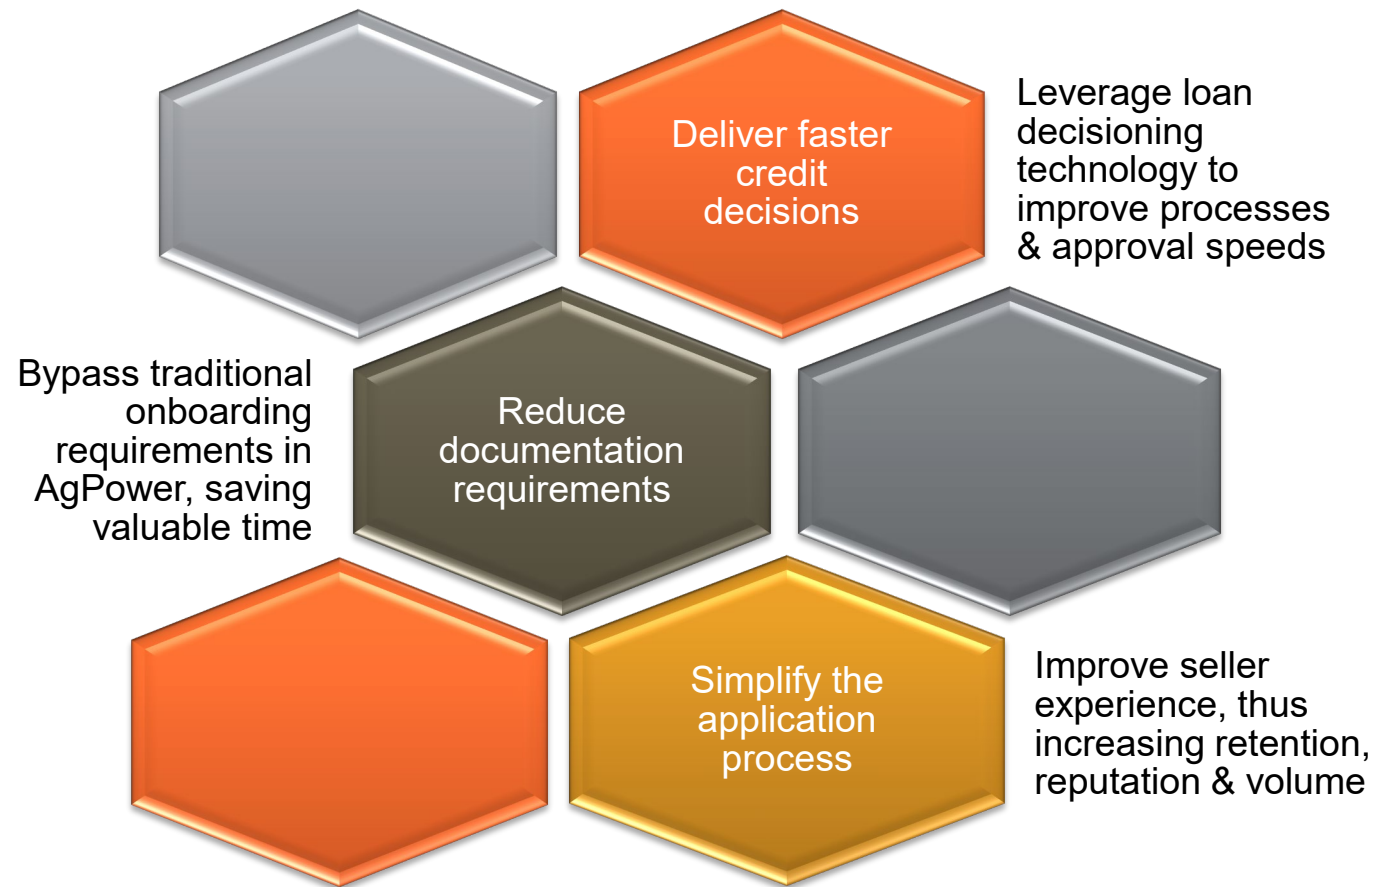 Deliver faster
credit
decisions
Leverage loan
decisioning
technology to
improve processes
& approval speeds
Bypass traditional
onboarding
requirements in
AgPower, saving
valuable time
Reduce
documentation
requirements
Simplify the
application
process
Improve seller
experience, thus
increasing retention,
reputation & volume